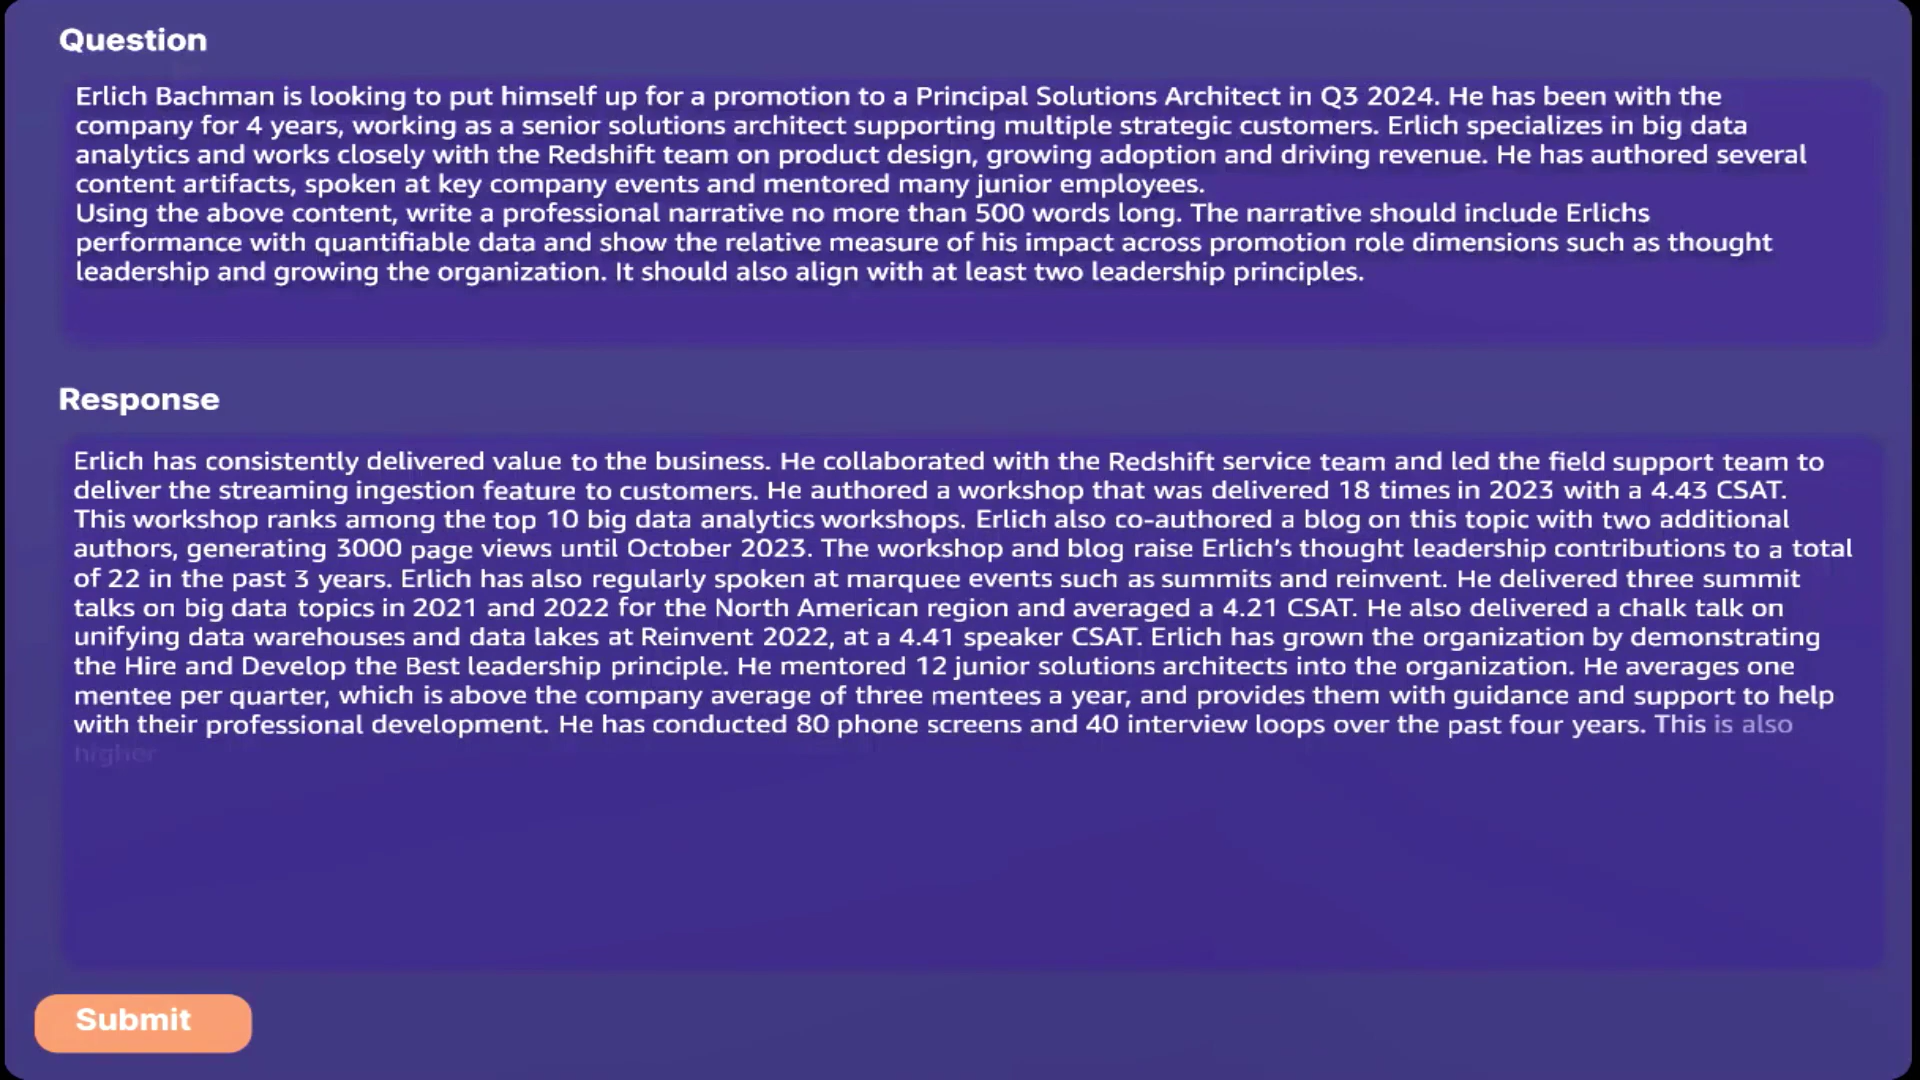 Question
Erlich Bachman is looking to put himself up for a promotion to a Principal Solutions Architect in Q3 2024. He has been with the
company for 4 years, working as a senior solutions architect supporting multiple strategic customers. Erlich specializes in big data
analytics and works closely with the Redshift team on product design, growing adoption and driving revenue. He has authored several
content artifacts, spoken at key company events and mentored many junior employees.
Using the above content, write a professional narrative no more than 500 words long. The narrative should include Erlichs
performance with quantifiable data and show the relative measure of his impact across promotion role dimensions such as thought
leadership and growing the organization. It should also align with at least two leadership principles.
Response
Erlich has consistently delivered value to the business. He collaborated with the Redshift service team and led the field support team to
deliver the streaming ingestion feature to customers. He authored a workshop that was delivered 18 times in 2023 with a 4.43 CSAT.
This workshop ranks among the top 10 big data analytics workshops. Erlich also co-authored a blog on this topic with two additional
authors, generating 3000 page views until October 2023. The workshop and blog raise Erlich’s thought leadership contributions to a total
of 22 in the past 3 years. Erlich has also regularly spoken at marquee events such as summits and reinvent. He delivered three summit
talks on big data topics in 2021 and 2022 for the North American region and averaged a 4.21 CSAT. He also delivered a chalk talk on
unifying data warehouses and data lakes at Reinvent 2022, at a 4.41 speaker CSAT. Erlich has grown the organization by demonstrating
the Hire and Develop the Best leadership principle. He mentored 12 junior solutions architects into the organization. He averages one
mentee per quarter, which is above the company average of three mentees a year, and provides them with guidance and support to help
with their professional development. He has conducted 80 phone screens and 40 interview loops over the past four years. This is also
higher
Submit